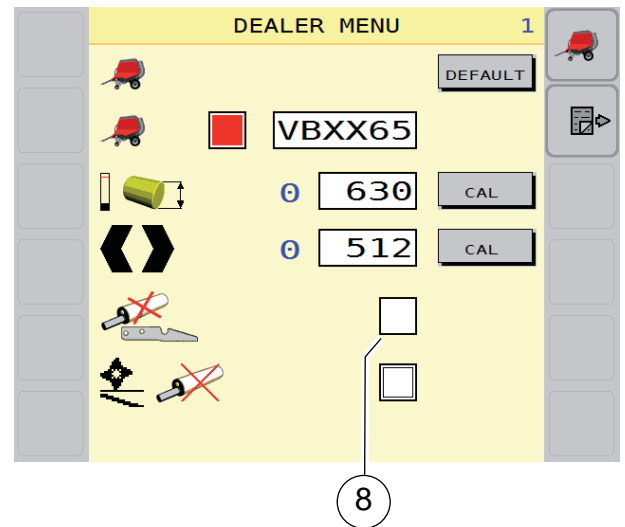 DEALER MENU 1
DEFAULT
VBXX65
0 630 CAL
0 512 CAL
8